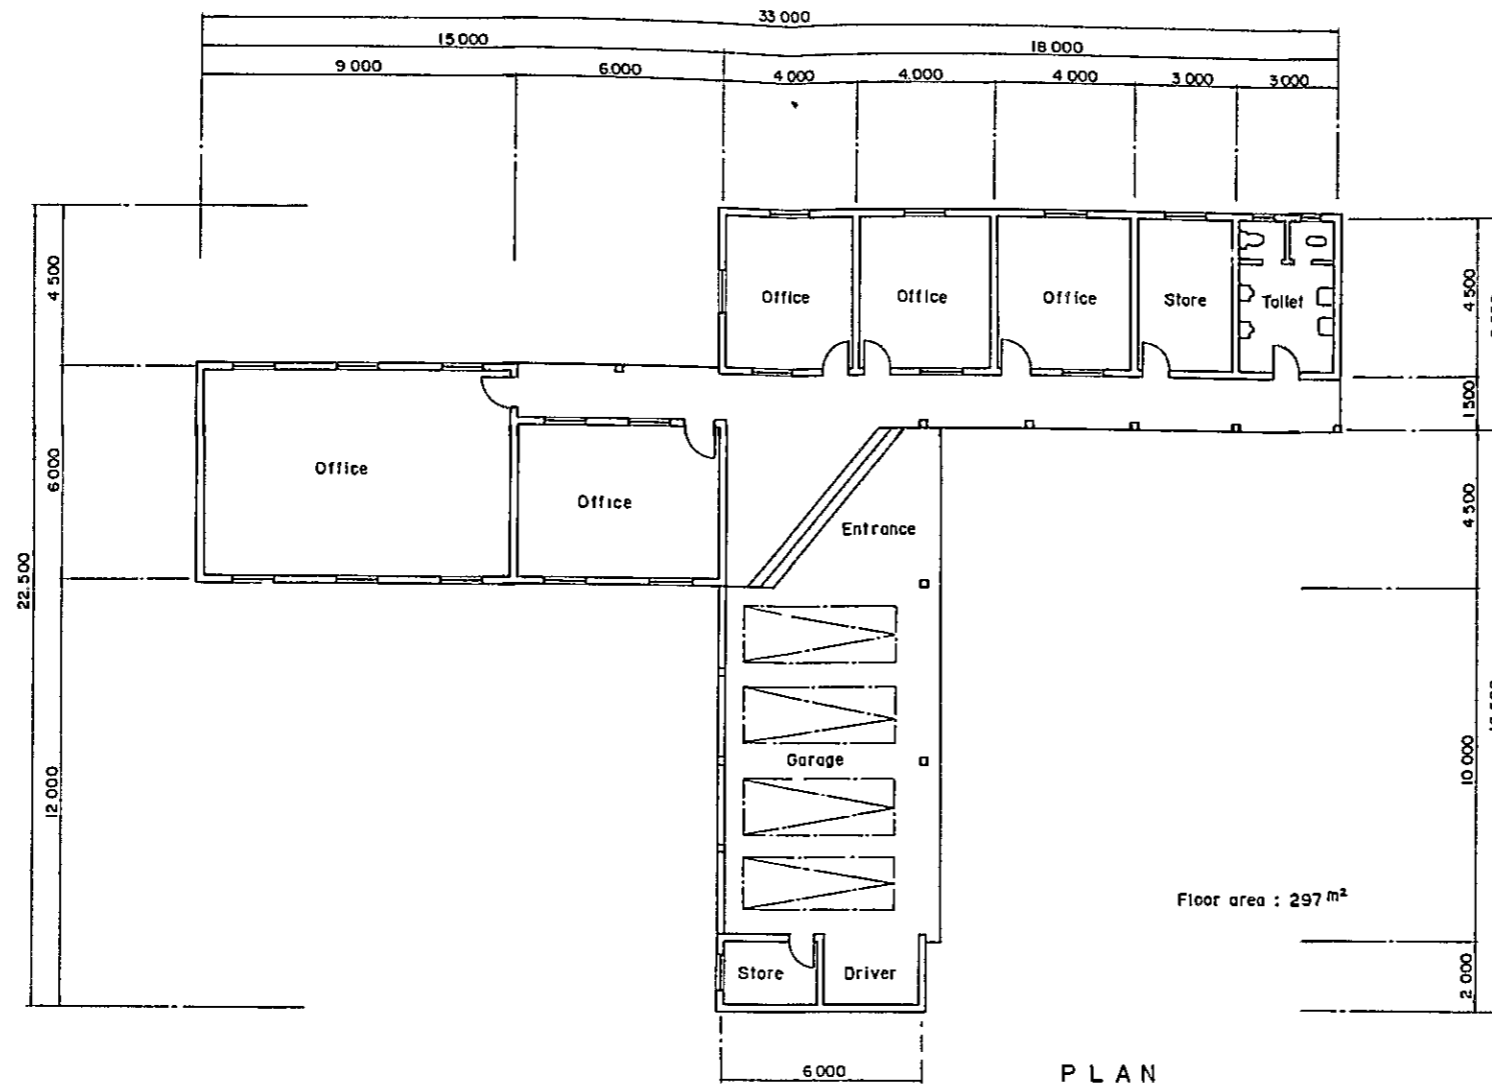 33 000
15 000
18 000
9 000
6 000
4 000
4 000
4 000
3 000
3 000
4 500
6 000
12 000
22 500
Office
Office
Office
Store
Toilet
4 500
1 500
4 500
10 000
2 000
Office
Office
Entrance
Garage
Floor area : 297 m²
Store
Driver
6 000
PLAN